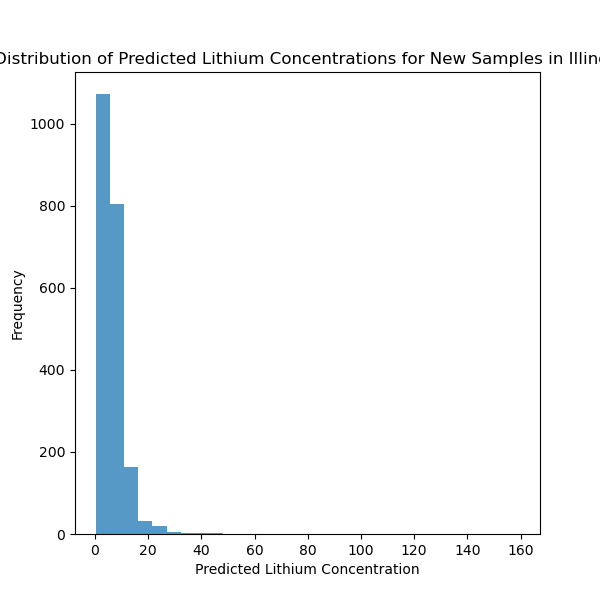 Distribution of Predicted Lithium Concentrations for New Samples in Illino
1000
800
600
400
200
0
Frequency
0 20 40 60 80 100 120 140 160
Predicted Lithium Concentration